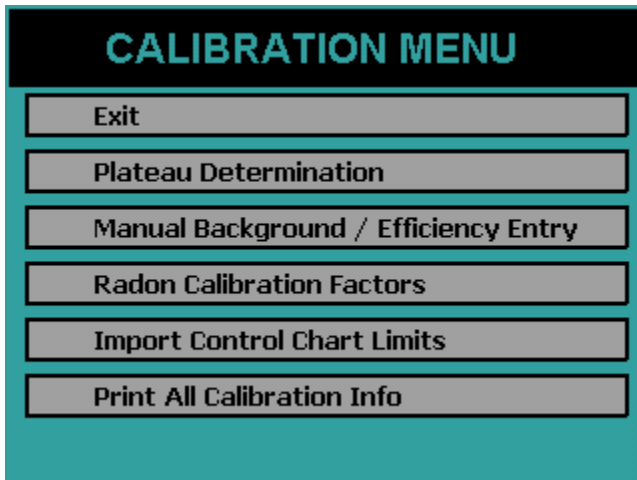 CALIBRATION MENU
Exit
Plateau Determination
Manual Background / Efficiency Entry
Radon Calibration Factors
Import Control Chart Limits
Print All Calibration Info